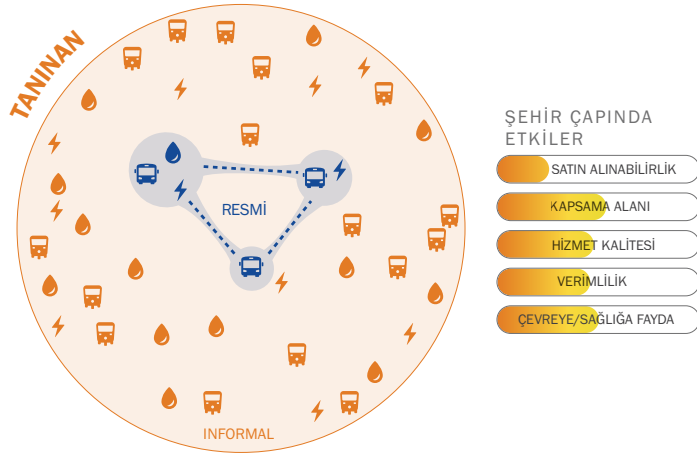 TANINAN
RESMİ
INFORMAL
ŞEHİR ÇAPINDA
ETKİLER
SATIN ALINABİLİRLİK
KAPSAMA ALANI
HİZMET KALİTESİ
VERİMLİLİK
ÇEVREYE/SAĞLIĞA FAYDA